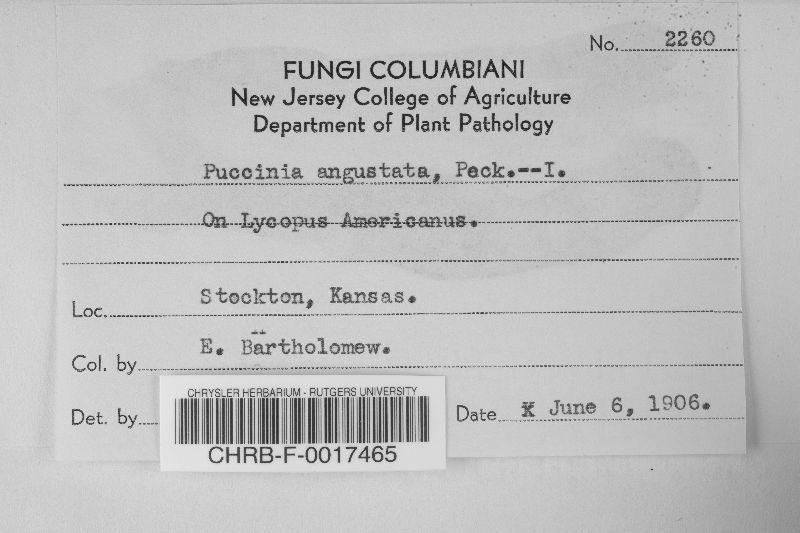 No. 2260
FUNGI COLUMBIANI
New Jersey College of Agriculture
Department of Plant Pathology
Puccinia angustata, Peck.--I.
On Lycopus Americanus.
Loc. Stockton, Kansas.
Col. by E. Bartholomew.
Det. by
Date June 6, 1906.
CHRYSLER HERBARIUM - RUTGERS UNIVERSITY
CHRB-F-0017465